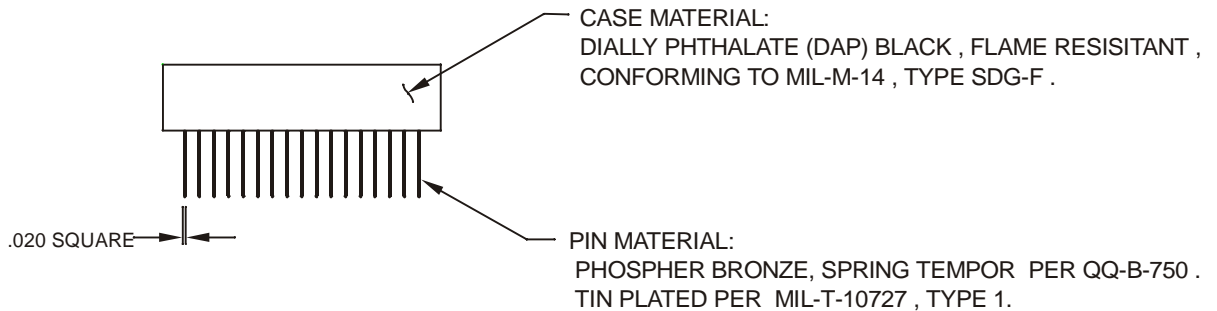 CASE MATERIAL:
DIALLY PHTHALATE (DAP) BLACK , FLAME RESISITANT ,
CONFORMING TO MIL-M-14 , TYPE SDG-F .
.020 SQUARE
PIN MATERIAL:
PHOSPHER BRONZE, SPRING TEMPOR PER QQ-B-750 .
TIN PLATED PER MIL-T-10727 , TYPE 1.